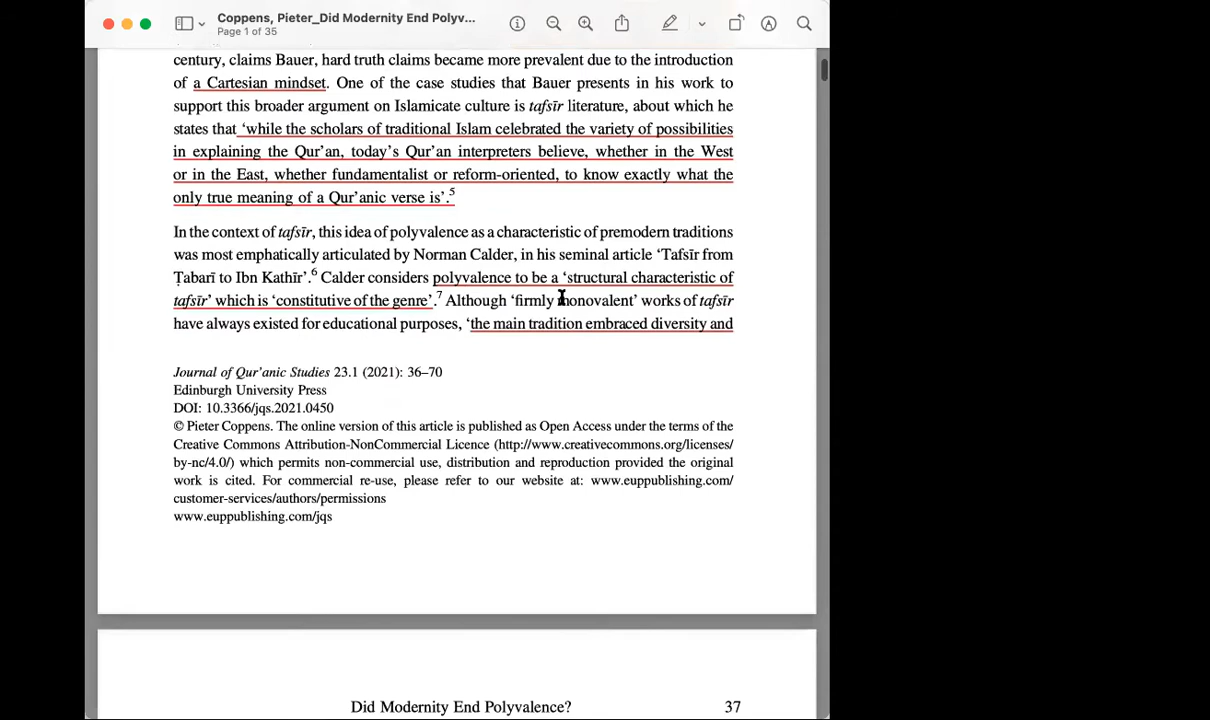 Coppens, Pieter_Did Modernity End Polyv...
Page 1 of 35
century, claims Bauer, hard truth claims became more prevalent due to the introduction
of a Cartesian mindset. One of the case studies that Bauer presents in his work to
support this broader argument on Islamicate culture is tafsīr literature, about which he
states that ‘while the scholars of traditional Islam celebrated the variety of possibilities
in explaining the Qur’an, today’s Qur’an interpreters believe, whether in the West
or in the East, whether fundamentalist or reform-oriented, to know exactly what the
only true meaning of a Qur’anic verse is’.5
In the context of tafsīr, this idea of polyvalence as a characteristic of premodern traditions
was most emphatically articulated by Norman Calder, in his seminal article ‘Tafsīr from
Ṭabarī to Ibn Kathīr’.6 Calder considers polyvalence to be a ‘structural characteristic of
tafsīr’ which is ‘constitutive of the genre’.7 Although ‘firmly monovalent’ works of tafsīr
have always existed for educational purposes, ‘the main tradition embraced diversity and
Journal of Qur’anic Studies 23.1 (2021): 36–70
Edinburgh University Press
DOI: 10.3366/jqs.2021.0450
© Pieter Coppens. The online version of this article is published as Open Access under the terms of the
Creative Commons Attribution-NonCommercial Licence (http://www.creativecommons.org/licenses/
by-nc/4.0/) which permits non-commercial use, distribution and reproduction provided the original
work is cited. For commercial re-use, please refer to our website at: www.euppublishing.com/
customer-services/authors/permissions
www.euppublishing.com/jqs
Did Modernity End Polyvalence? 37